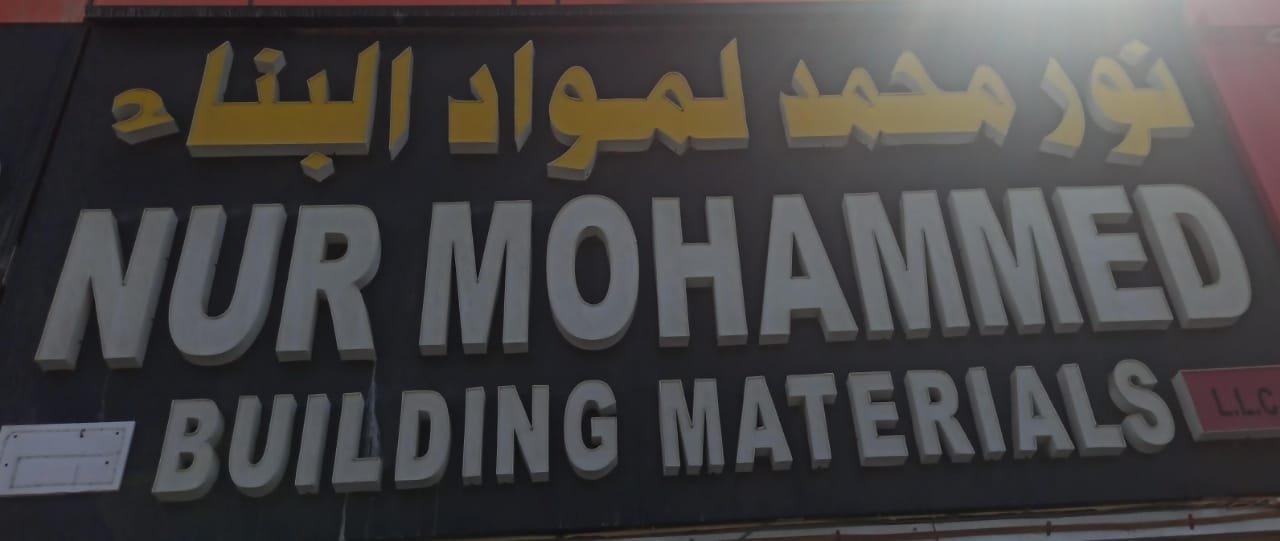 نور محمد لمواد البناء
NUR MOHAMMED
BUILDING MATERIALS
L.L.C